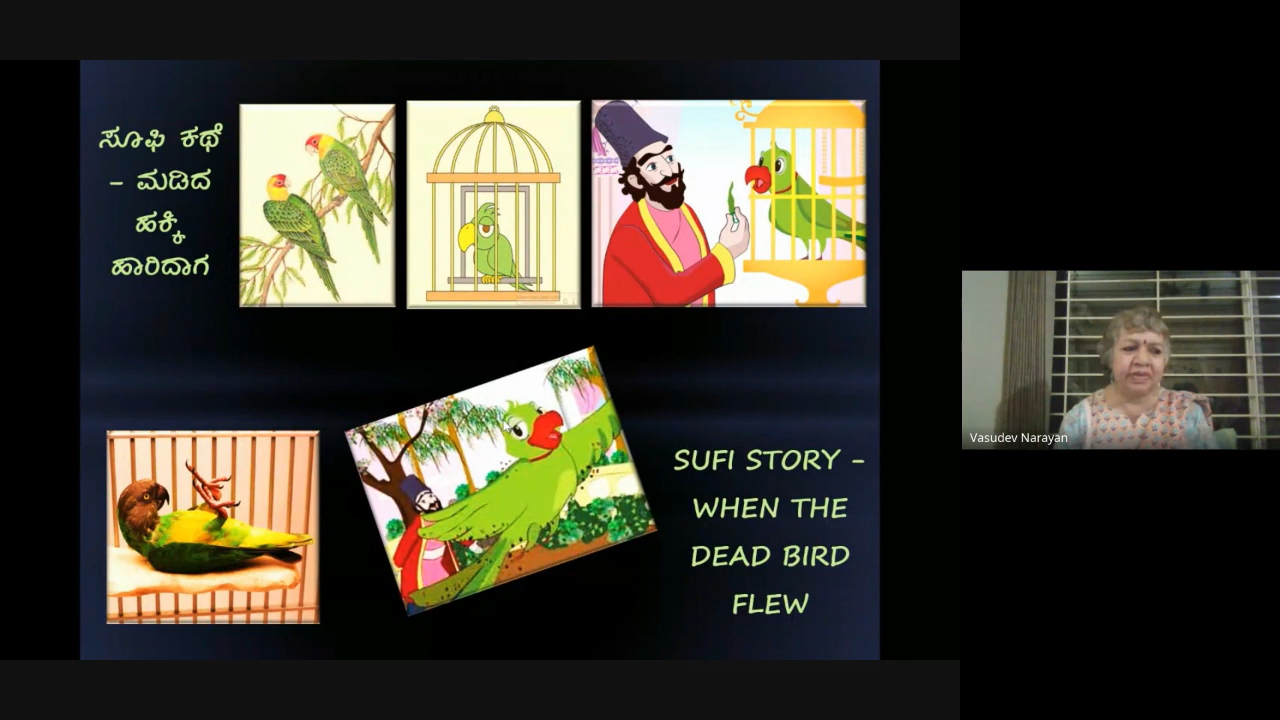 ಸೂಫಿ ಕಥೆ
– ಮಡಿದ
ಹಕ್ಕಿ
ಹಾರಿದಾಗ
SUFI STORY –
WHEN THE
DEAD BIRD
FLEW
Vasudev Narayan